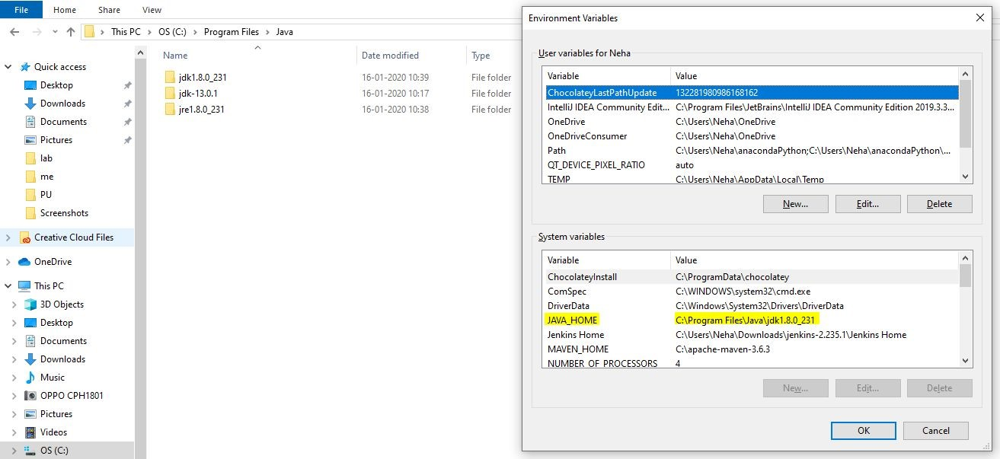 File Home Share View
This PC OS (C:) Program Files Java
Name Date modified Type
jdk1.8.0_231 16-01-2020 10:39 File folder
jdk-13.0.1 16-01-2020 10:17 File folder
jre1.8.0_231 16-01-2020 10:38 File folder
Quick access
Desktop
Downloads
Documents
Pictures
lab
me
PU
Screenshots
Creative Cloud Files
OneDrive
This PC
3D Objects
Desktop
Documents
Downloads
Music
OPPO CPH1801
Pictures
Videos
OS (C:)
Environment Variables
User variables for Neha
Variable Value
ChocolateyLastPathUpdate 132281980986168162
IntelliJ IDEA Community Edit... C:\Program Files\JetBrains\IntelliJ IDEA Community Edition 2019.3.3...
OneDrive C:\Users\Neha\OneDrive
OneDriveConsumer C:\Users\Neha\OneDrive
Path C:\Users\Neha\anacondaPython;C:\Users\Neha\anacondaPython\...
QT_DEVICE_PIXEL_RATIO auto
TEMP C:\Users\Neha\AppData\Local\Temp
New... Edit... Delete
System variables
Variable Value
ChocolateyInstall C:\ProgramData\chocolatey
ComSpec C:\WINDOWS\system32\cmd.exe
DriverData C:\Windows\System32\Drivers\DriverData
JAVA_HOME C:\Program Files\Java\jdk1.8.0_231
Jenkins Home C:\Users\Neha\Downloads\jenkins-2.235.1\Jenkins Home
MAVEN_HOME C:\apache-maven-3.6.3
NUMBER_OF_PROCESSORS 4
New... Edit... Delete
OK Cancel